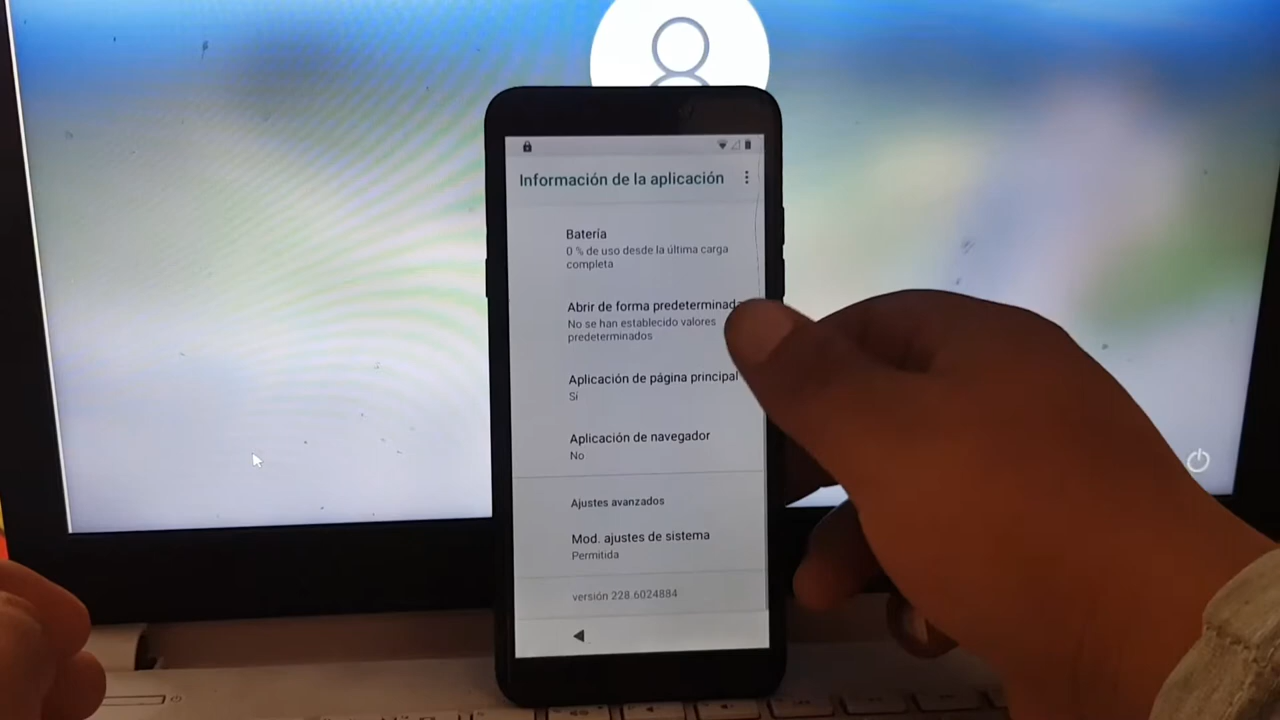 Información de la aplicación
Batería
0 % de uso desde la última carga
completa
Abrir de forma predeterminad
No se han establecido valores
predeterminados
Aplicación de página principal
Sí
Aplicación de navegador
No
Ajustes avanzados
Mod. ajustes de sistema
Permitida
versión 228.6024884